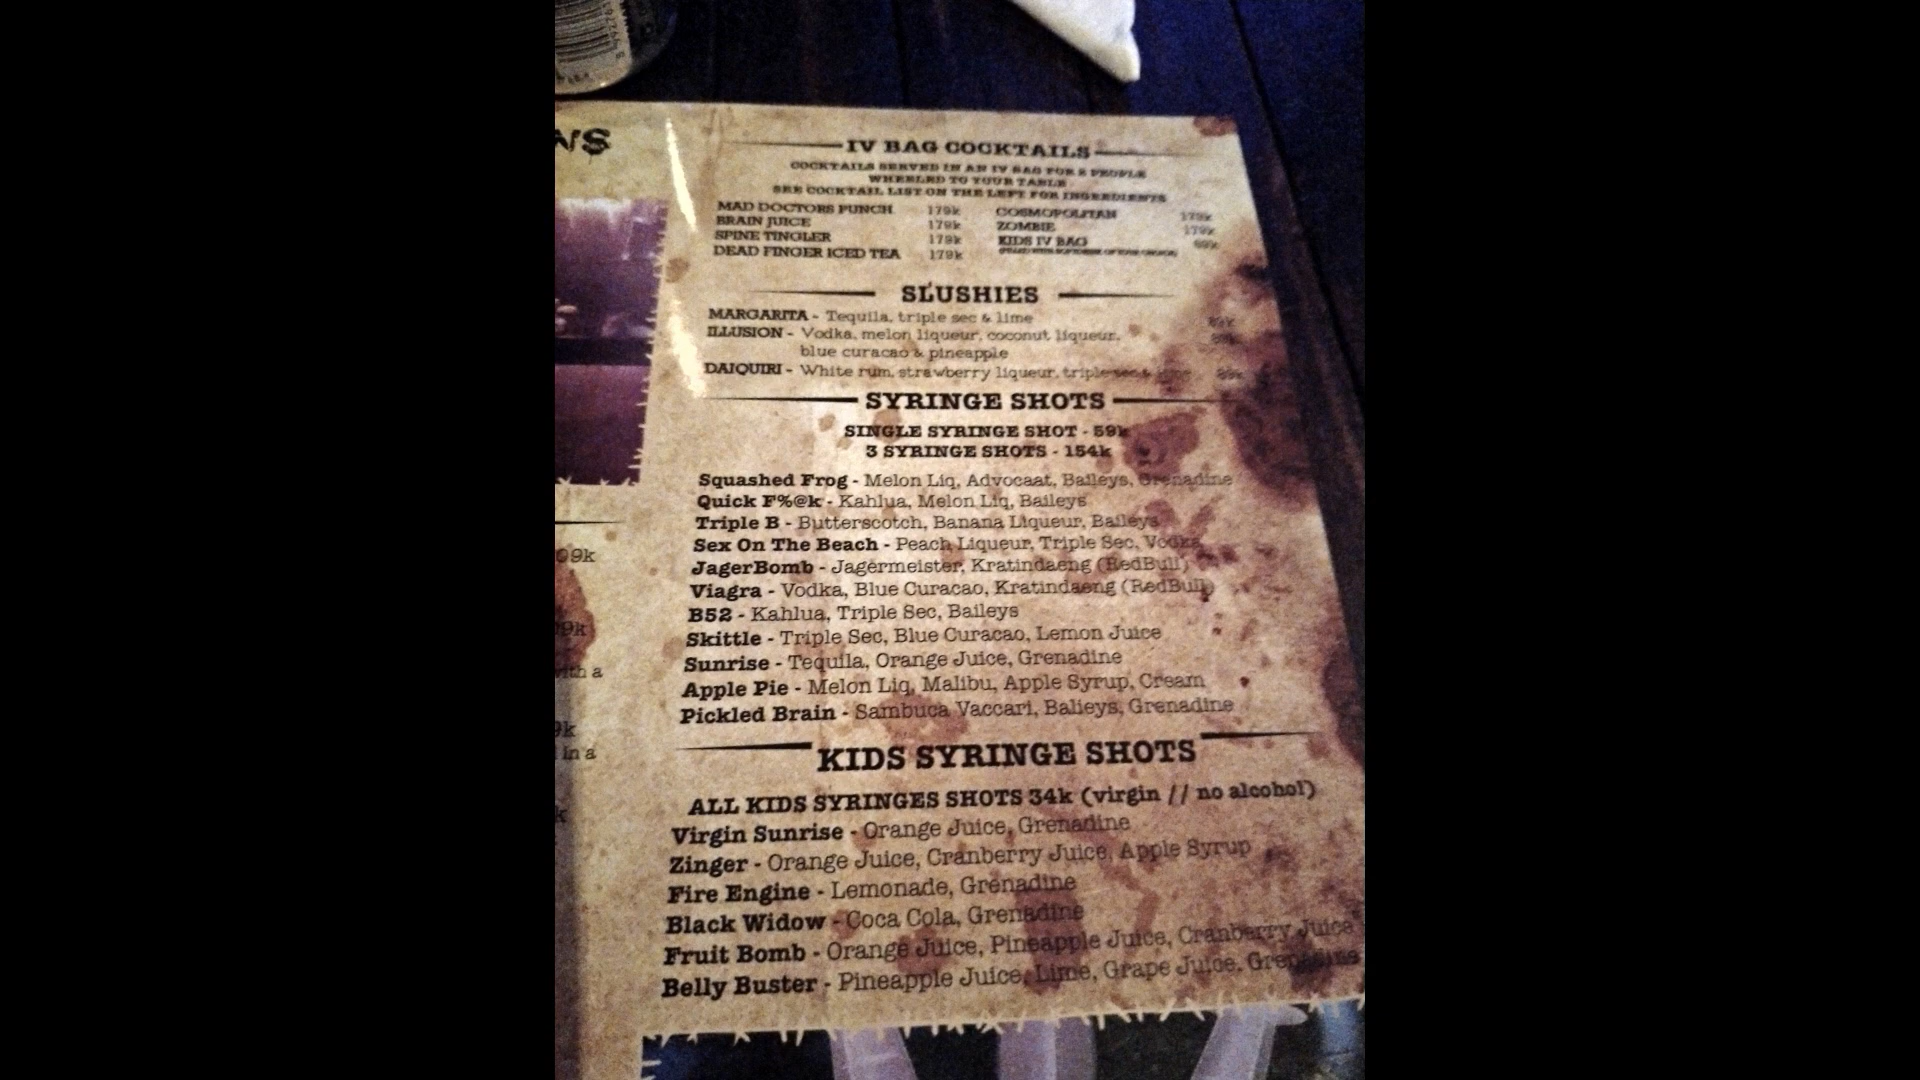 IV BAG COCKTAILS
COCKTAILS SERVED IN AN IV BAG FOR 2 PEOPLE
WHEELED TO YOUR TABLE
SEE COCKTAIL LIST ON THE LEFT FOR INGREDIENTS
MAD DOCTORS PUNCH 179k
BRAIN JUICE 179k
SPINE TINGLER 179k
DEAD FINGER ICED TEA 179k
COSMOPOLITAN 179k
ZOMBIE 179k
KIDS IV BAG
SLUSHIES
MARGARITA - Tequila, triple sec & lime
ILLUSION - Vodka, melon liqueur, coconut liqueur,
blue curacao & pineapple
DAIQUIRI - White rum, strawberry liqueur, triple sec & lime
SYRINGE SHOTS
SINGLE SYRINGE SHOT - 59k
3 SYRINGE SHOTS - 154k
Squashed Frog - Melon Liq, Advocaat, Baileys, Grenadine
Quick F%@k - Kahlua, Melon Liq, Baileys
Triple B - Butterscotch, Banana Liqueur, Baileys
Sex On The Beach - Peach Liqueur, Triple Sec, Vodka
JagerBomb - Jagermeister, Kratindaeng (RedBull)
Viagra - Vodka, Blue Curacao, Kratindaeng (RedBull)
B52 - Kahlua, Triple Sec, Baileys
Skittle - Triple Sec, Blue Curacao, Lemon Juice
Sunrise - Tequila, Orange Juice, Grenadine
Apple Pie - Melon Liq, Malibu, Apple Syrup, Cream
Pickled Brain - Sambuca Vaccari, Balieys, Grenadine
KIDS SYRINGE SHOTS
ALL KIDS SYRINGES SHOTS 34k (virgin // no alcohol)
Virgin Sunrise - Orange Juice, Grenadine
Zinger - Orange Juice, Cranberry Juice, Apple Syrup
Fire Engine - Lemonade, Grenadine
Black Widow - Coca Cola, Grenadine
Fruit Bomb - Orange Juice, Pineapple Juice, Cranberry Juice
Belly Buster - Pineapple Juice, Lime, Grape Juice, Grenadine